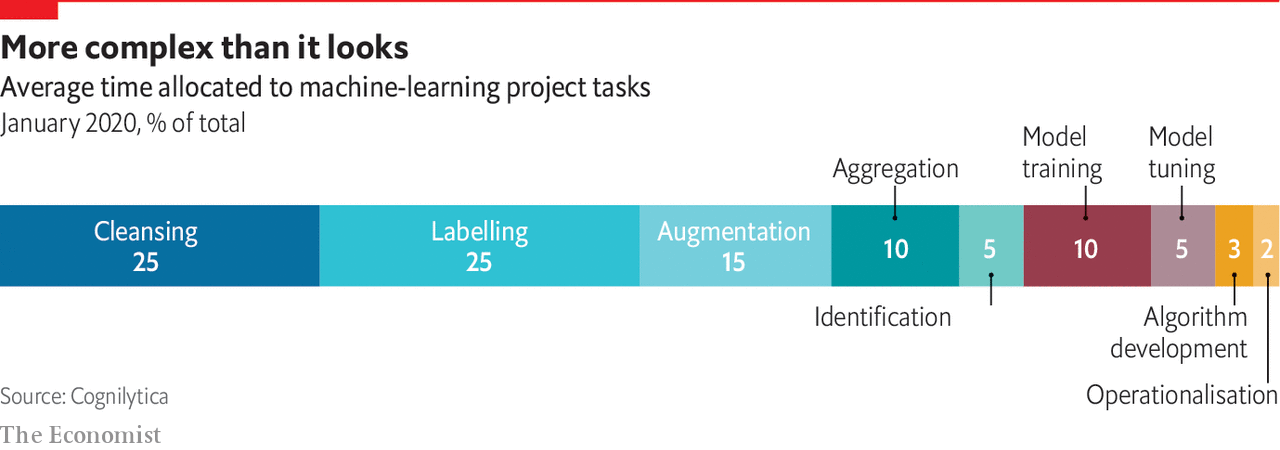 More complex than it looks
Average time allocated to machine-learning project tasks
January 2020, % of total
Aggregation
Model
training
Model
tuning
Cleansing
25
Labelling
25
Augmentation
15
10
5
10
5
3
2
Identification
Algorithm
development
Operationalisation
Source: Cognilytica
The Economist